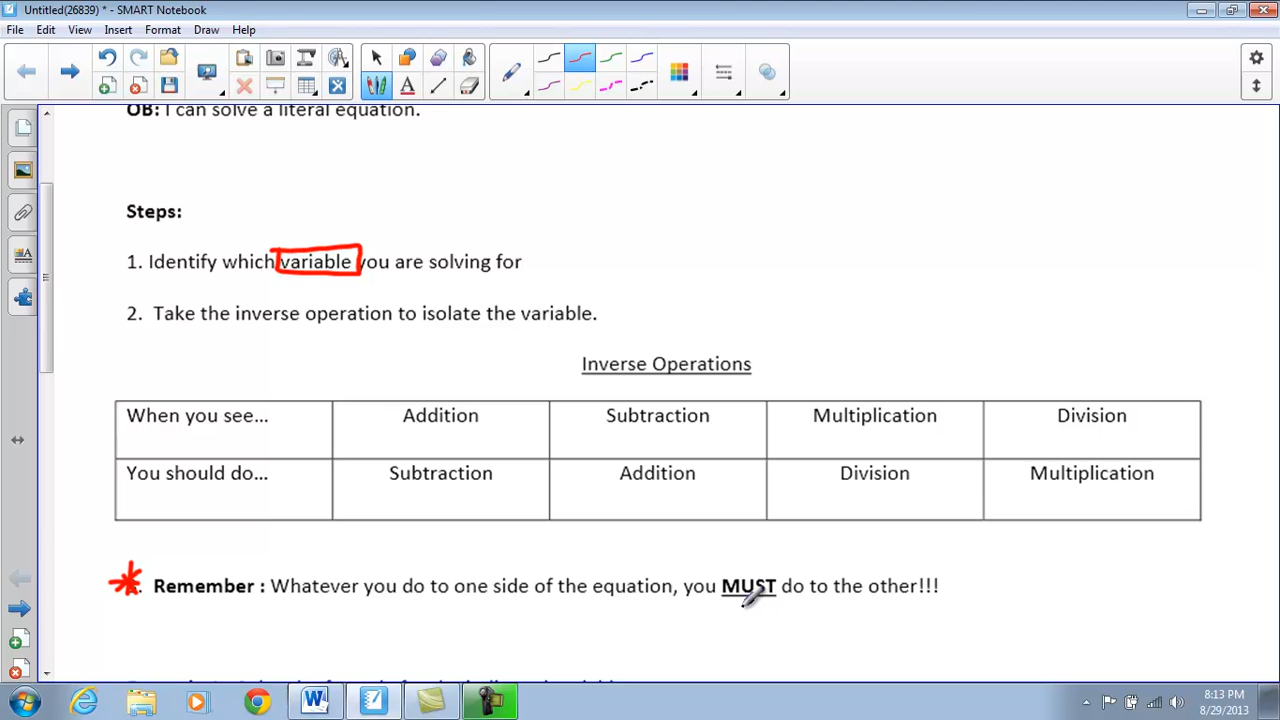 Untitled(26839) * - SMART Notebook
File Edit View Insert Format Draw Help
OB: I can solve a literal equation.
Steps:
1. Identify which variable you are solving for
2. Take the inverse operation to isolate the variable.
Inverse Operations
When you see... Addition Subtraction Multiplication Division
You should do... Subtraction Addition Division Multiplication
Remember : Whatever you do to one side of the equation, you MUST do to the other!!!
8:13 PM
8/29/2013